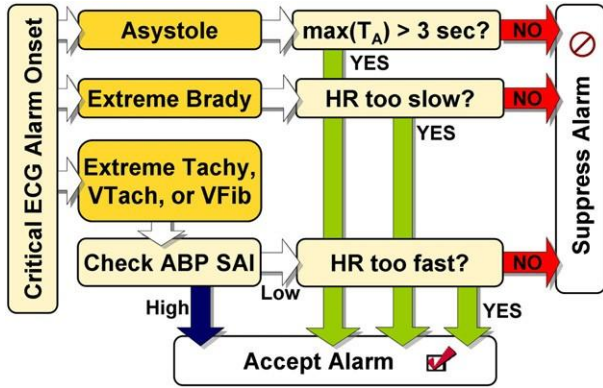 Critical ECG Alarm Onset
Asystole
max(T_A) > 3 sec?
NO
YES
Extreme Brady
HR too slow?
NO
YES
Extreme Tachy,
VTach, or VFib
Check ABP SAI
Low
HR too fast?
NO
High
YES
Accept Alarm
Suppress Alarm